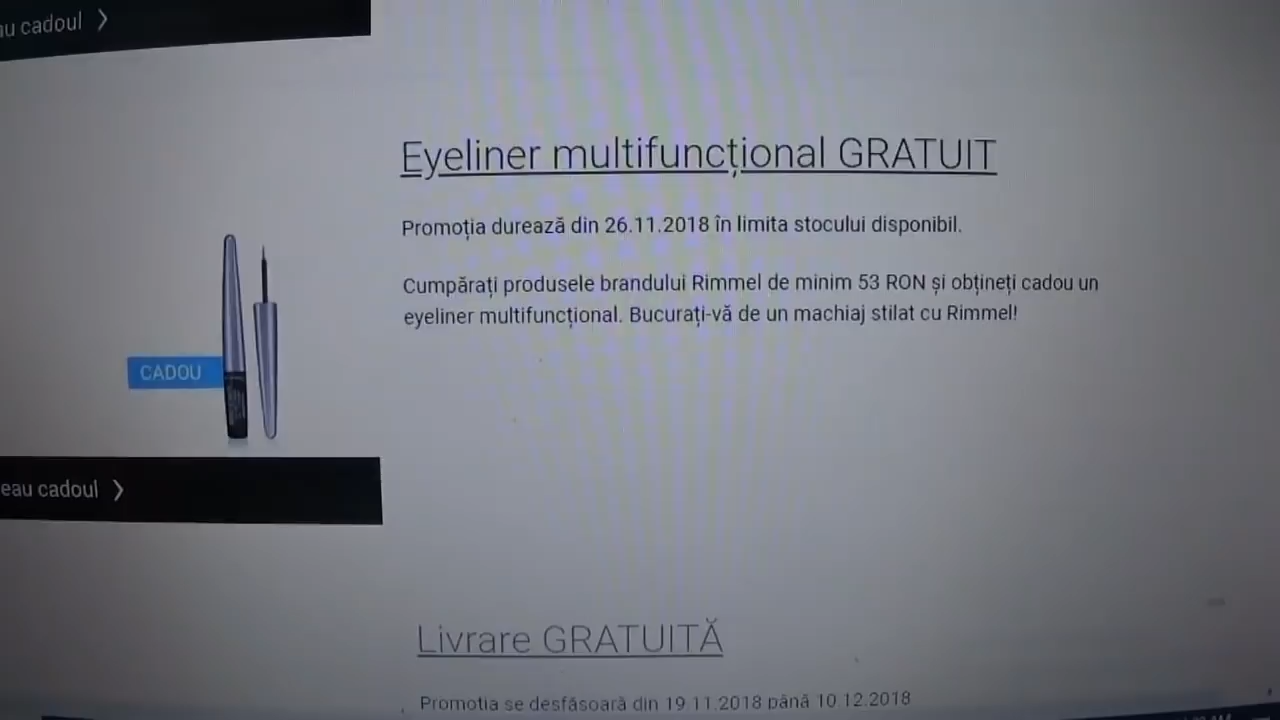 au cadoul
Eyeliner multifuncțional GRATUIT
Promoția durează din 26.11.2018 în limita stocului disponibil.
Cumpărați produsele brandului Rimmel de minim 53 RON și obțineți cadou un
eyeliner multifuncțional. Bucurați-vă de un machiaj stilat cu Rimmel!
CADOU
eau cadoul
Livrare GRATUITĂ
Promoția se desfășoară din 19 11.2018 până 10 12.2018